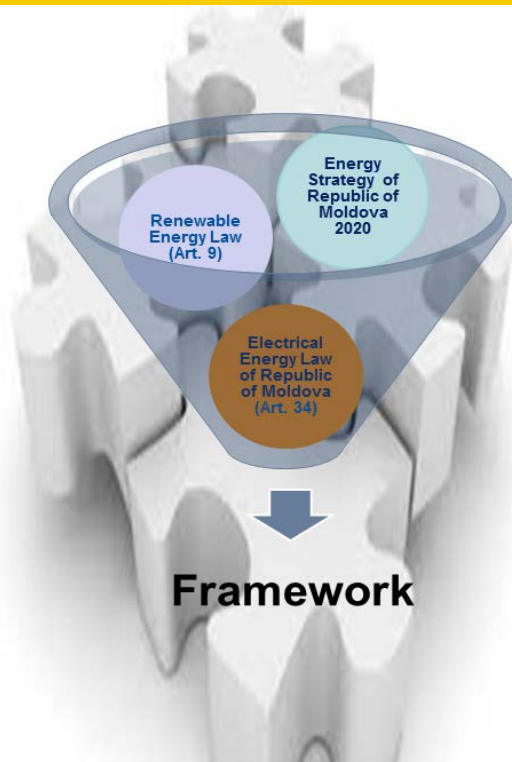 Energy
Strategy of
Republic of
Moldova
2020
Renewable
Energy Law
(Art. 9)
Electrical
Energy Law
of Republic
of Moldova
(Art. 34)
Framework